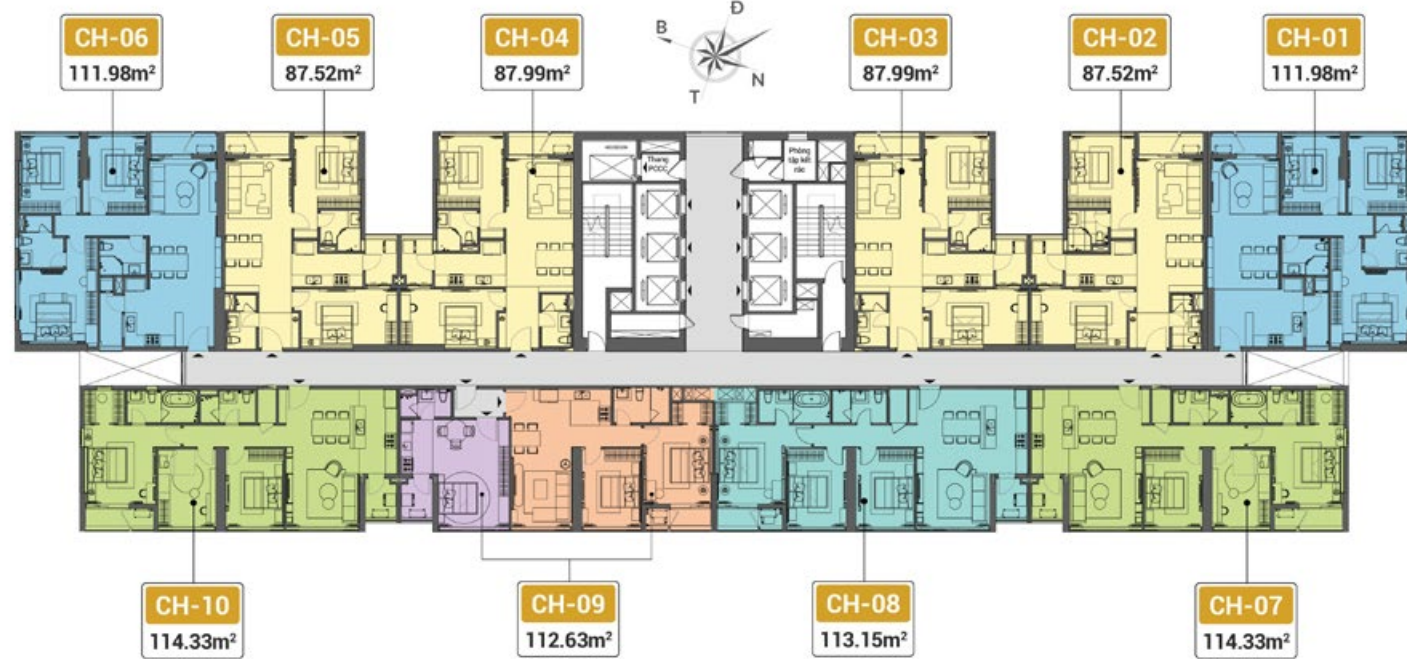 Đ
B
N
T
CH-06
111.98m²
CH-05
87.52m²
CH-04
87.99m²
CH-03
87.99m²
CH-02
87.52m²
CH-01
111.98m²
Thang
PCCC
Phòng
tập kết
rác
CH-10
114.33m²
CH-09
112.63m²
CH-08
113.15m²
CH-07
114.33m²